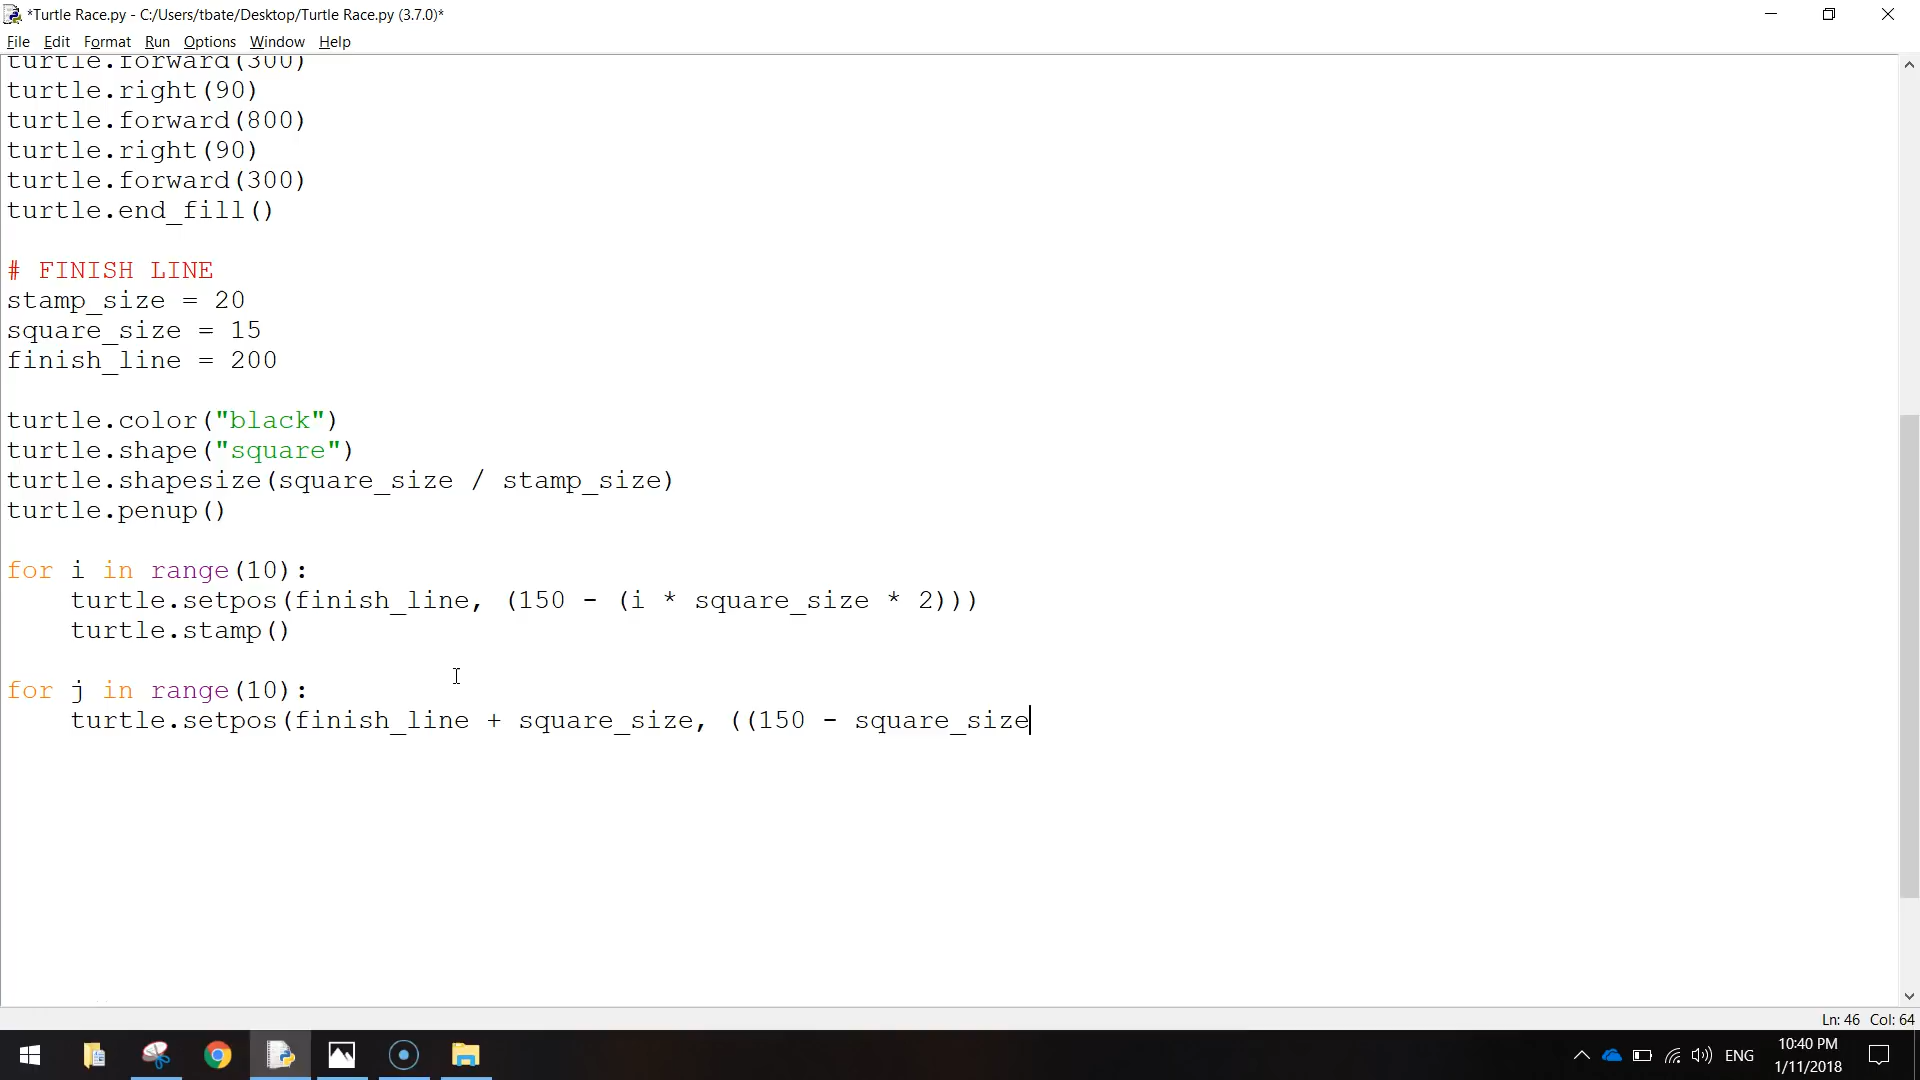 *Turtle Race.py - C:/Users/tbate/Desktop/Turtle Race.py (3.7.0)*
File Edit Format Run Options Window Help
turtle.forward(300)
turtle.right(90)
turtle.forward(800)
turtle.right(90)
turtle.forward(300)
turtle.end_fill()
# FINISH LINE
stamp_size = 20
square_size = 15
finish_line = 200
turtle.color("black")
turtle.shape("square")
turtle.shapesize(square_size / stamp_size)
turtle.penup()
for i in range(10):
    turtle.setpos(finish_line, (150 - (i * square_size * 2)))
    turtle.stamp()
for j in range(10):
    turtle.setpos(finish_line + square_size, ((150 - square_size
Ln: 46 Col: 64
ENG
10:40 PM
1/11/2018